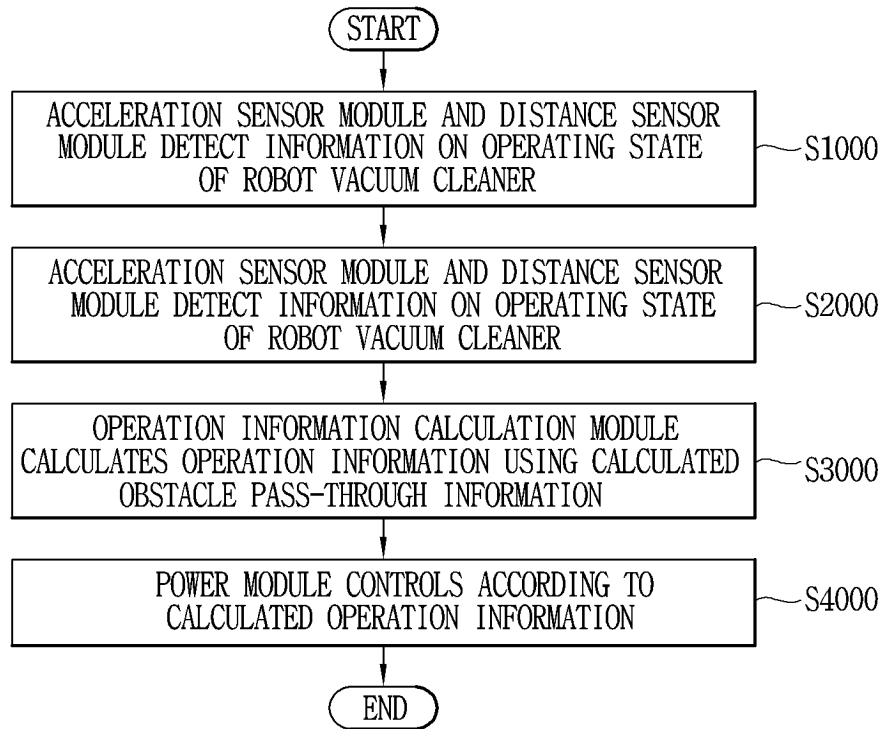 START
ACCELERATION SENSOR MODULE AND DISTANCE SENSOR
MODULE DETECT INFORMATION ON OPERATING STATE
OF ROBOT VACUUM CLEANER
S1000
ACCELERATION SENSOR MODULE AND DISTANCE SENSOR
MODULE DETECT INFORMATION ON OPERATING STATE
OF ROBOT VACUUM CLEANER
S2000
OPERATION INFORMATION CALCULATION MODULE
CALCULATES OPERATION INFORMATION USING CALCULATED
OBSTACLE PASS-THROUGH INFORMATION
S3000
POWER MODULE CONTROLS ACCORDING TO
CALCULATED OPERATION INFORMATION
S4000
END